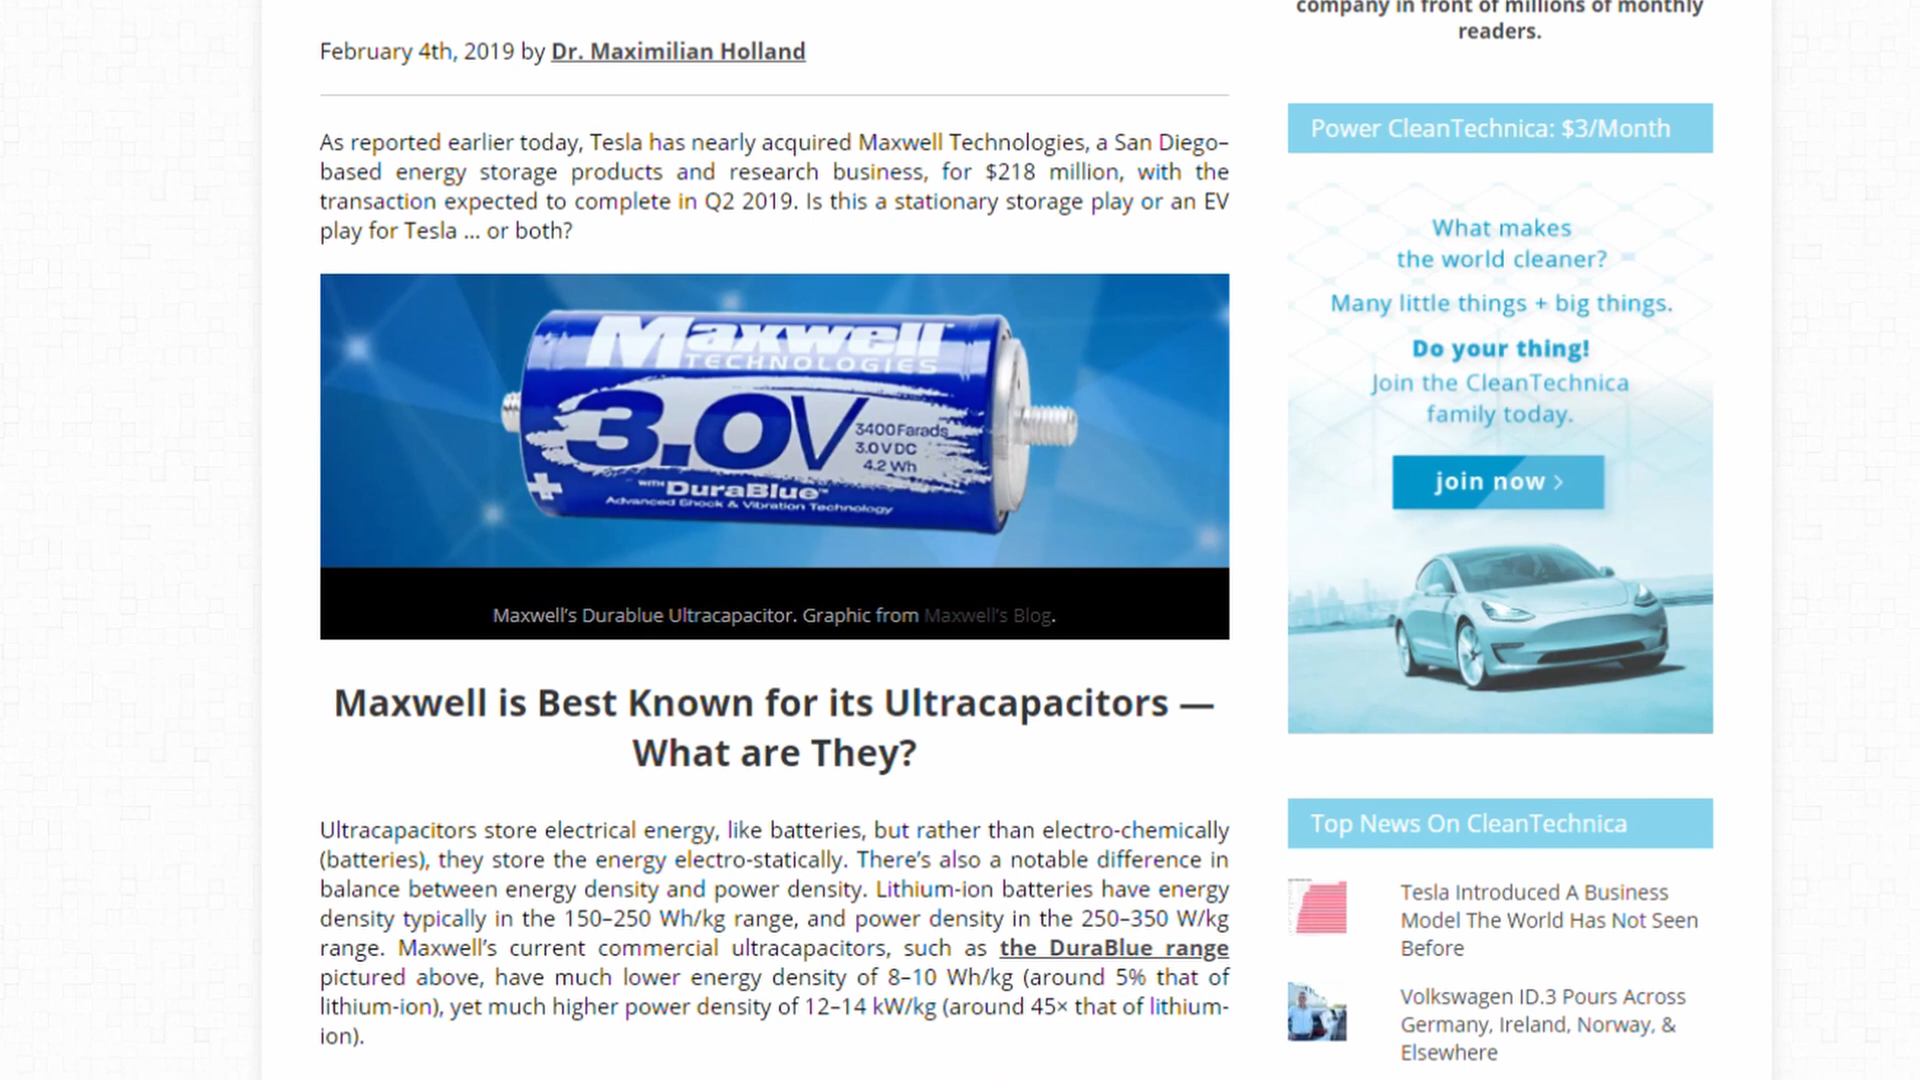 February 4th, 2019 by Dr. Maximilian Holland
As reported earlier today, Tesla has nearly acquired Maxwell Technologies, a San Diego–
based energy storage products and research business, for $218 million, with the
transaction expected to complete in Q2 2019. Is this a stationary storage play or an EV
play for Tesla … or both?
Maxwell
TECHNOLOGIES
3.0V
3400 Farads
3.0 V DC
4.2 Wh
WITH DuraBlue™
Advanced Shock & Vibration Technology
Maxwell's Durablue Ultracapacitor. Graphic from Maxwell's Blog.
Maxwell is Best Known for its Ultracapacitors —
What are They?
Ultracapacitors store electrical energy, like batteries, but rather than electro-chemically
(batteries), they store the energy electro-statically. There's also a notable difference in
balance between energy density and power density. Lithium-ion batteries have energy
density typically in the 150–250 Wh/kg range, and power density in the 250–350 W/kg
range. Maxwell's current commercial ultracapacitors, such as the DuraBlue range
pictured above, have much lower energy density of 8–10 Wh/kg (around 5% that of
lithium-ion), yet much higher power density of 12–14 kW/kg (around 45× that of lithium-
ion).
company in front of millions of monthly
readers.
Power CleanTechnica: $3/Month
What makes
the world cleaner?
Many little things + big things.
Do your thing!
Join the CleanTechnica
family today.
join now >
Top News On CleanTechnica
Tesla Introduced A Business
Model The World Has Not Seen
Before
Volkswagen ID.3 Pours Across
Germany, Ireland, Norway, &
Elsewhere